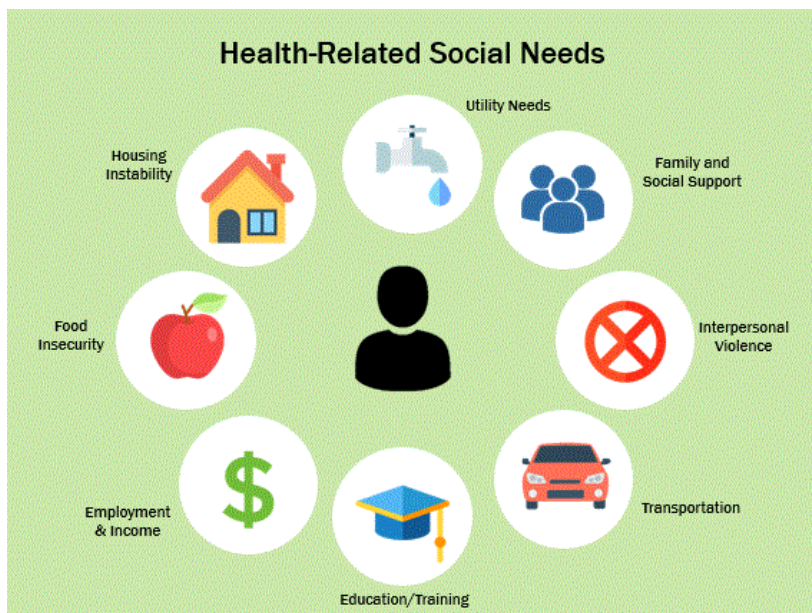 Health-Related Social Needs
Utility Needs
Family and
Social Support
Interpersonal
Violence
Transportation
Education/Training
Employment
& Income
Food
Insecurity
Housing
Instability
$